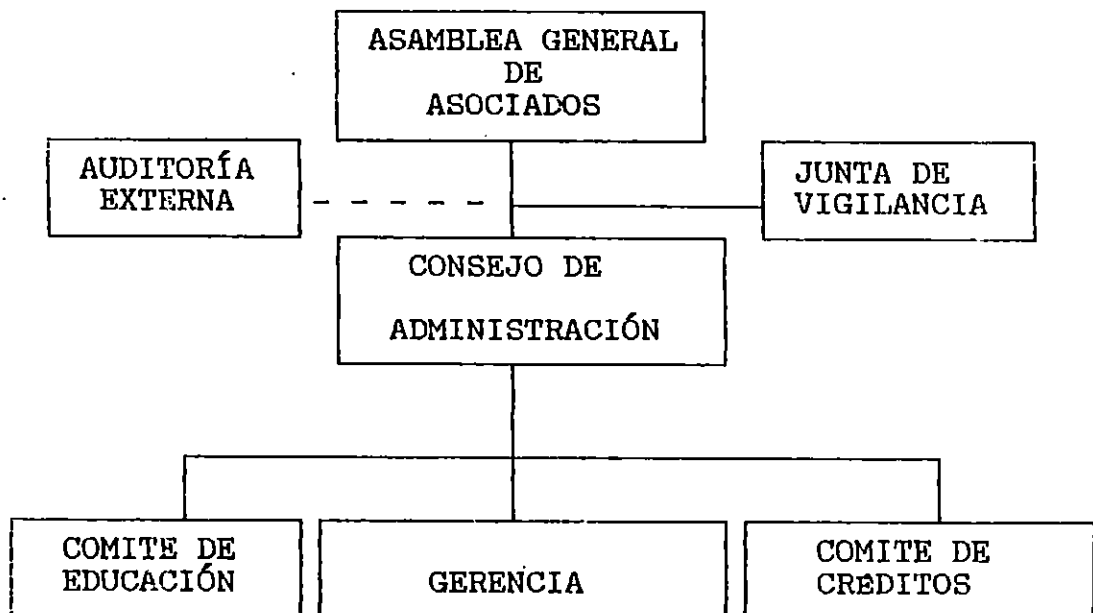 ASAMBLEA GENERAL
DE
ASOCIADOS
AUDITORÍA
EXTERNA
JUNTA DE
VIGILANCIA
CONSEJO DE
ADMINISTRACIÓN
COMITE DE
EDUCACIÓN
GERENCIA
COMITE DE
CREDITOS